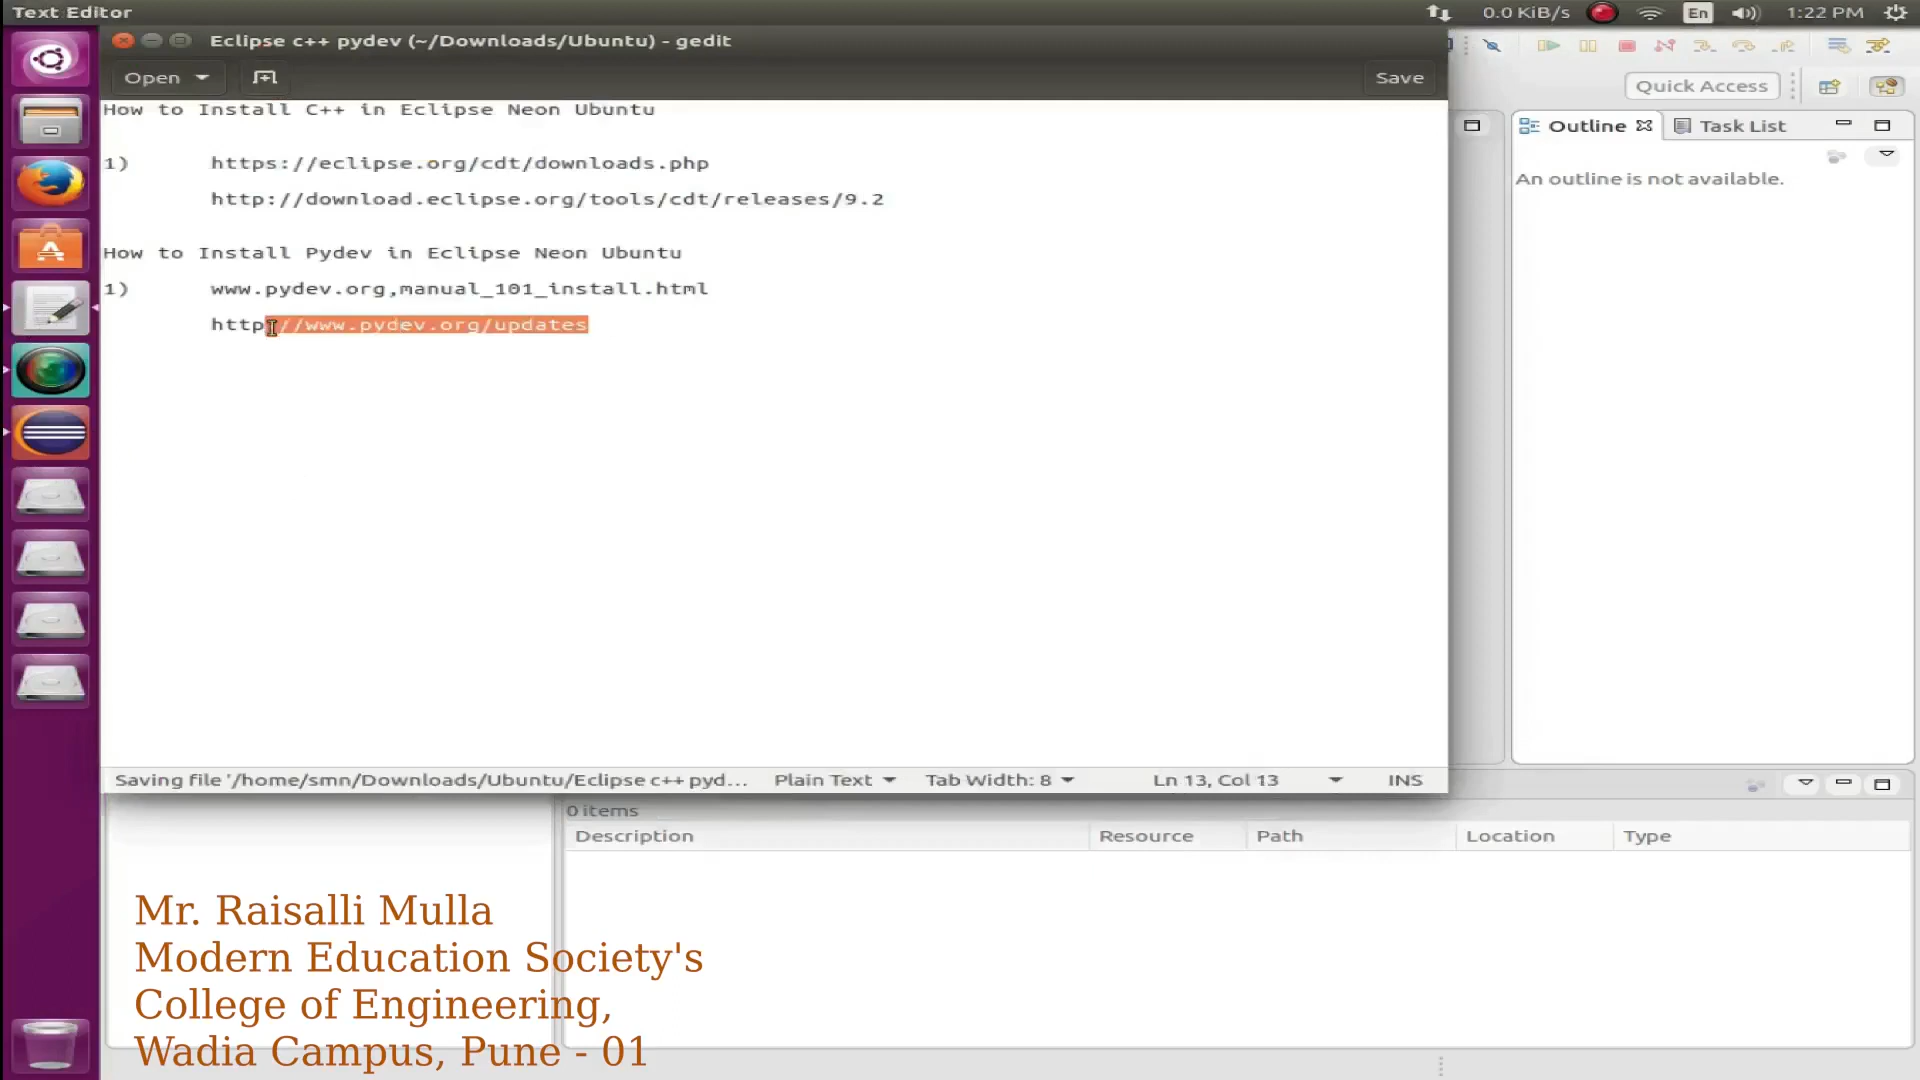 Text Editor
0.0 KiB/s
En
1:22 PM
Eclipse c++ pydev (~/Downloads/Ubuntu) - gedit
Open
Save
Quick Access
How to Install C++ in Eclipse Neon Ubuntu
1) https://eclipse.org/cdt/downloads.php
http://download.eclipse.org/tools/cdt/releases/9.2
How to Install Pydev in Eclipse Neon Ubuntu
1) www.pydev.org,manual_101_install.html
http://www.pydev.org/updates
Outline
Task List
An outline is not available.
Saving file '/home/smn/Downloads/Ubuntu/Eclipse c++ pyd...
Plain Text
Tab Width: 8
Ln 13, Col 13
INS
0 items
Description
Resource
Path
Location
Type
Mr. Raisalli Mulla
Modern Education Society's
College of Engineering,
Wadia Campus, Pune - 01